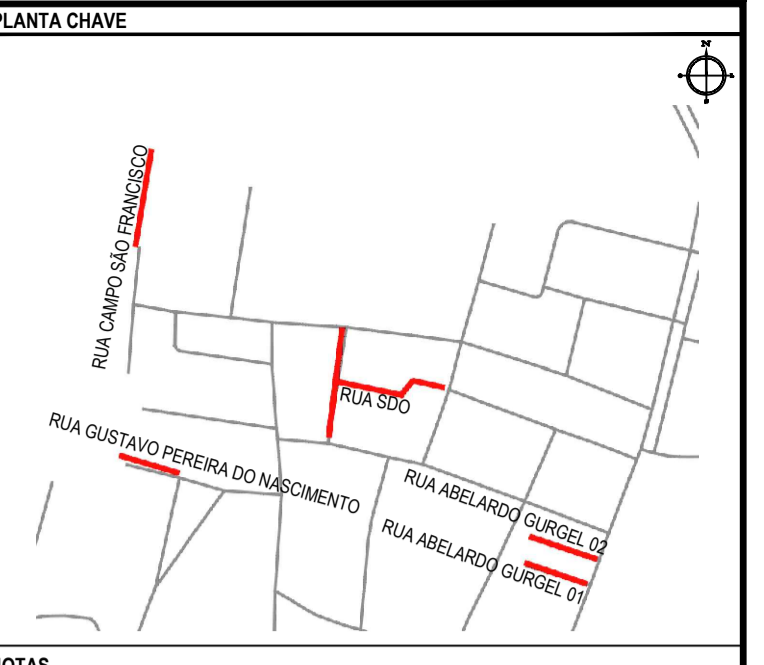 PLANTA CHAVE
N
RUA CAMPO SÃO FRANCISCO
RUA SDO
RUA GUSTAVO PEREIRA DO NASCIMENTO
RUA ABELARDO GURGEL 02
RUA ABELARDO GURGEL 01
NOTAS